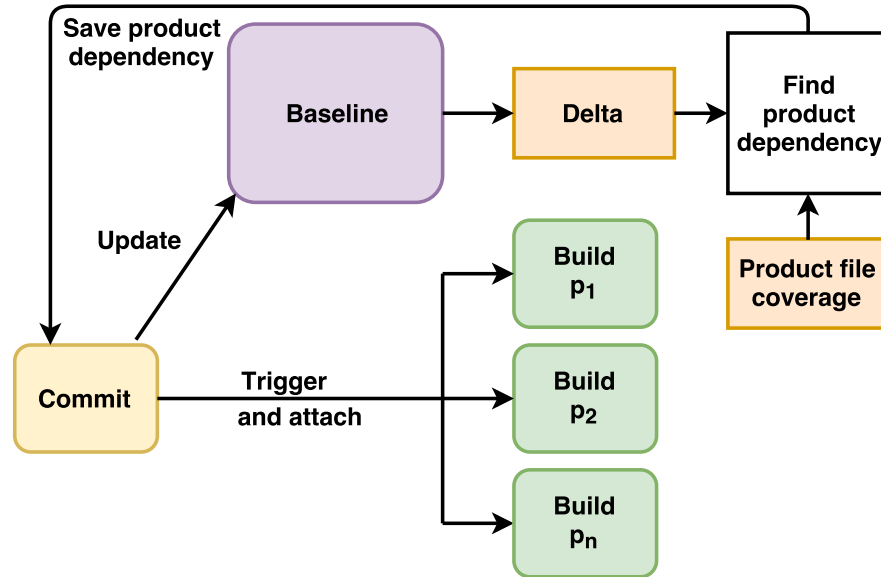 Save product
dependency
Baseline
Delta
Find
product
dependency
Update
Product file
coverage
Build
p1
Commit
Trigger
and attach
Build
p2
Build
pn